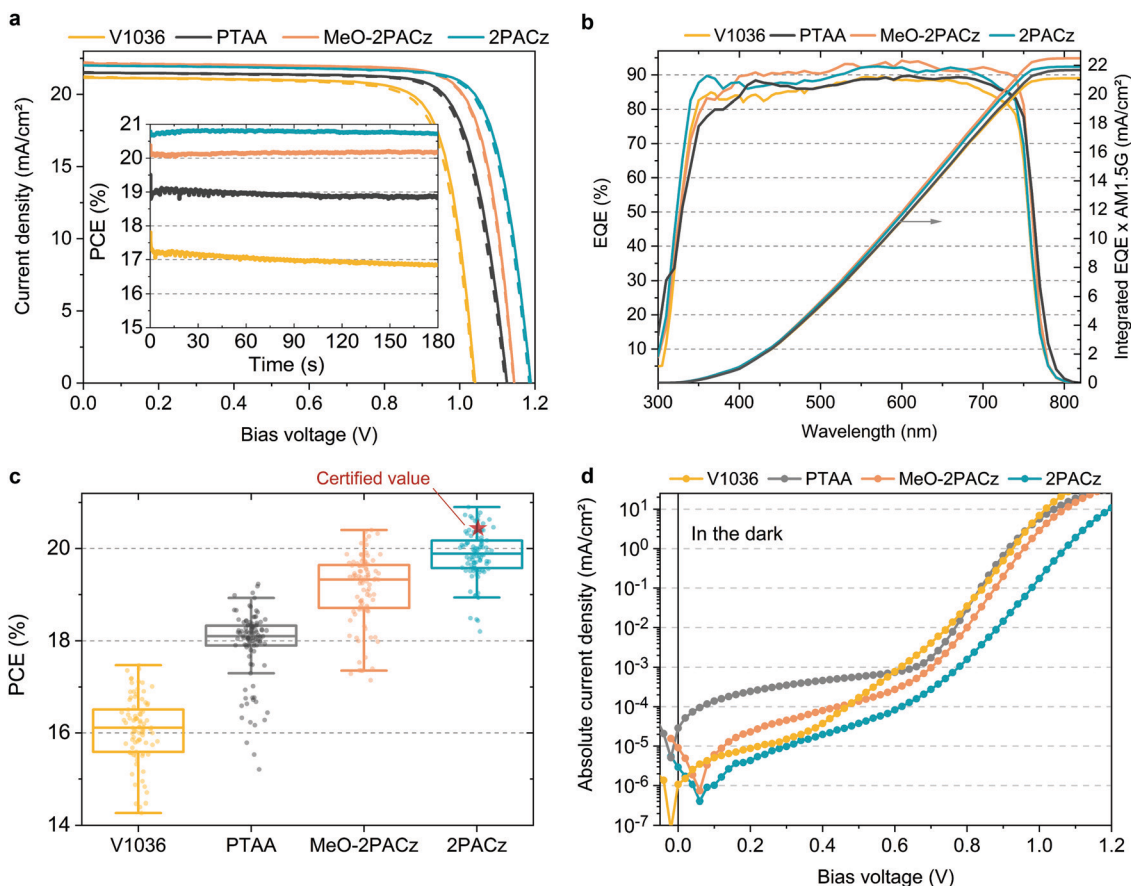 a
V1036 PTAA MeO-2PACz 2PACz
Current density (mA/cm²)
20
15
10
5
0
0.0 0.2 0.4 0.6 0.8 1.0 1.2
Bias voltage (V)
PCE (%)
21
20
19
18
17
16
15
0 30 60 90 120 150 180
Time (s)
b
V1036 PTAA MeO-2PACz 2PACz
EQE (%)
90
80
70
60
50
40
30
20
10
22
20
18
16
14
12
10
8
6
4
2
0
Integrated EQE x AM1.5G (mA/cm²)
300 400 500 600 700 800
Wavelength (nm)
c
Certified value
PCE (%)
20
18
16
14
V1036 PTAA MeO-2PACz 2PACz
d
V1036 PTAA MeO-2PACz 2PACz
In the dark
Absolute current density (mA/cm²)
10¹
10⁰
10⁻¹
10⁻²
10⁻³
10⁻⁴
10⁻⁵
10⁻⁶
10⁻⁷
0.0 0.2 0.4 0.6 0.8 1.0 1.2
Bias voltage (V)